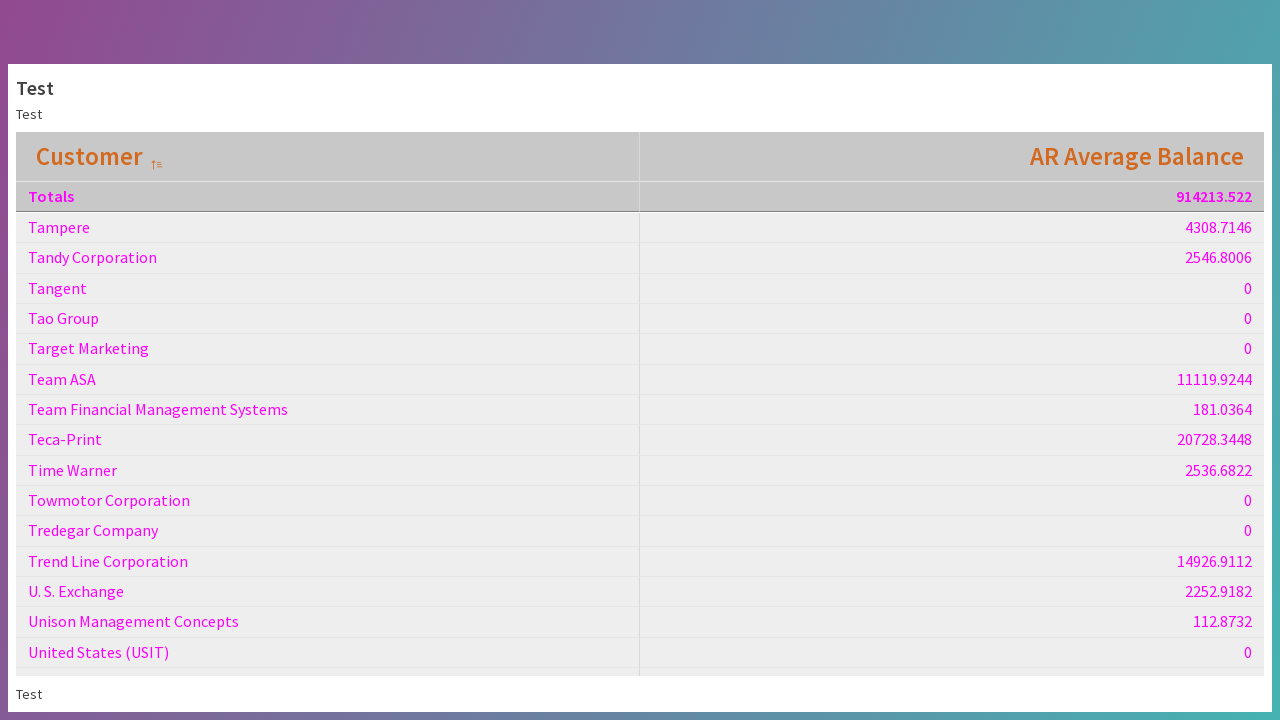 Test
Test
Customer AR Average Balance
Totals 914213.522
Tampere 4308.7146
Tandy Corporation 2546.8006
Tangent 0
Tao Group 0
Target Marketing 0
Team ASA 11119.9244
Team Financial Management Systems 181.0364
Teca-Print 20728.3448
Time Warner 2536.6822
Towmotor Corporation 0
Tredegar Company 0
Trend Line Corporation 14926.9112
U. S. Exchange 2252.9182
Unison Management Concepts 112.8732
United States (USIT) 0
Test